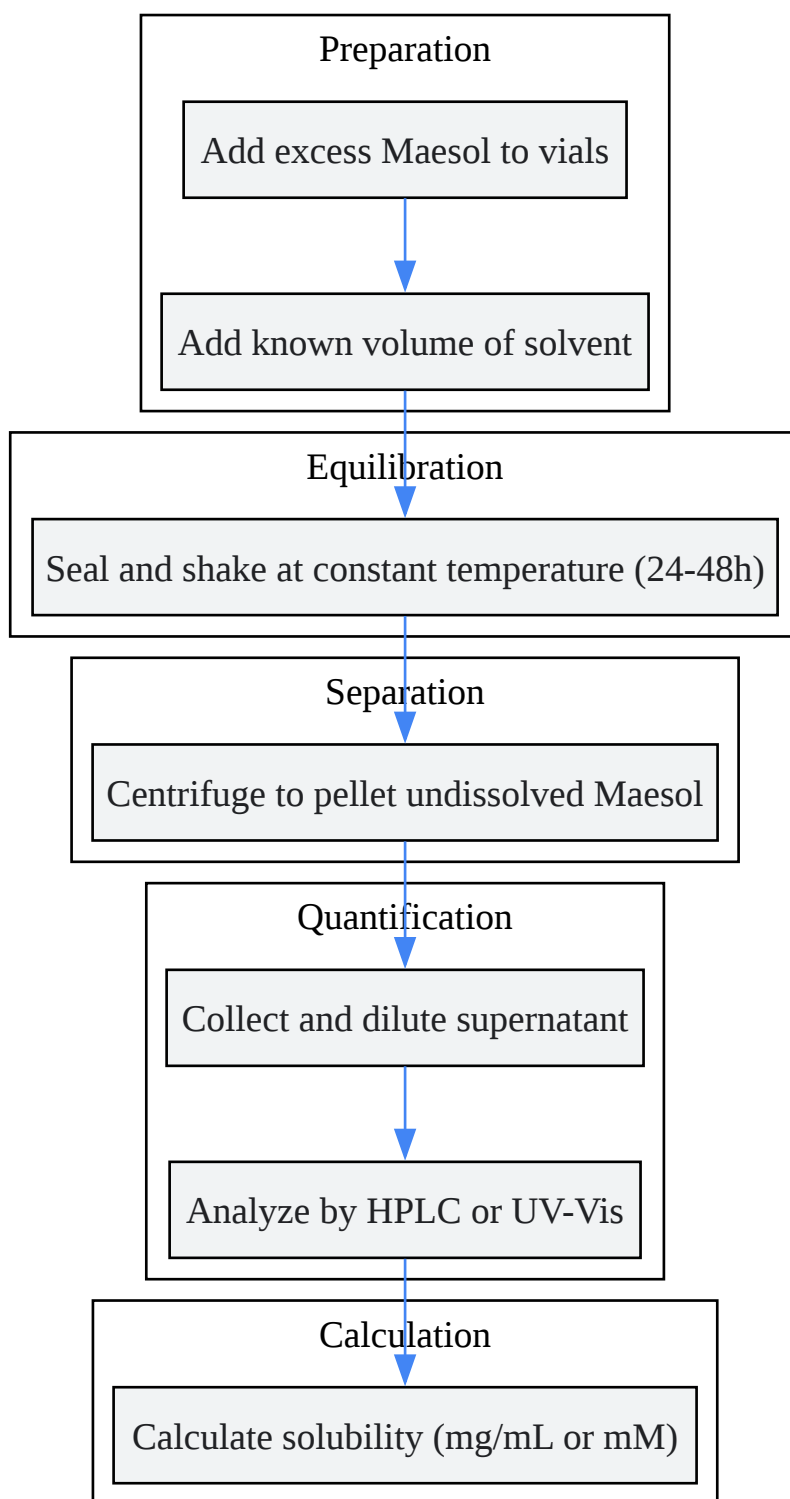 Preparation
Add excess Maesol to vials
Add known volume of solvent
Equilibration
Seal and shake at constant temperature (24-48h)
Separation
Centrifuge to pellet undissolved Maesol
Quantification
Collect and dilute supernatant
Analyze by HPLC or UV-Vis
Calculation
Calculate solubility (mg/mL or mM)